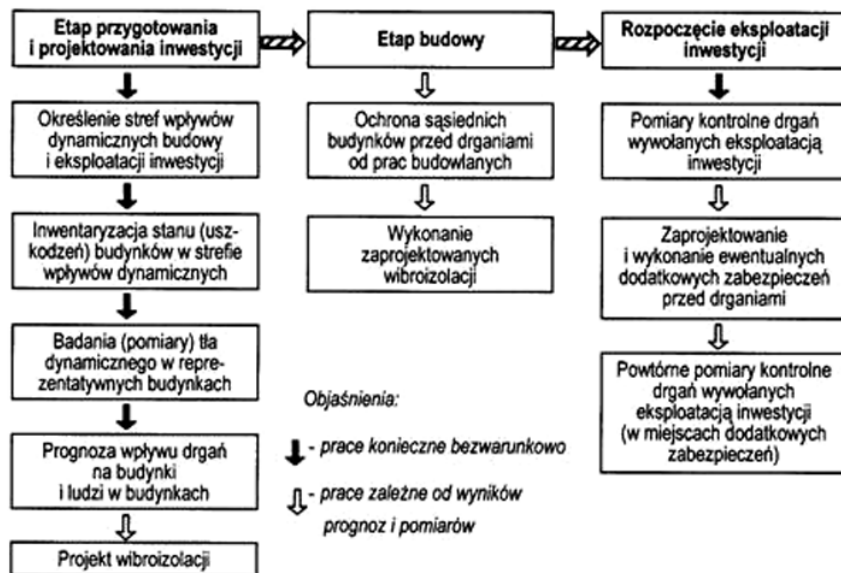 Etap przygotowania
i projektowania inwestycji
Etap budowy
Rozpoczęcie eksploatacji
inwestycji
Określenie stref wpływów
dynamicznych budowy
i eksploatacji inwestycji
Inwentaryzacja stanu (usz-
kodzeń) budynków w strefie
wpływów dynamicznych
Badania (pomiary) tła
dynamicznego w repre-
zentatywnych budynkach
Prognoza wpływu drgań
na budynki
i ludzi w budynkach
Projekt wibroizolacji
Ochrona sąsiednich
budynków przed drganiami
od prac budowlanych
Wykonanie
zaprojektowanych
wibroizolacji
Pomiary kontrolne drgań
wywołanych eksploatacją
inwestycji
Zaprojektowanie
i wykonanie ewentualnych
dodatkowych zabezpieczeń
przed drganiami
Powtórne pomiary kontrolne
drgań wywołanych
eksploatacją inwestycji
(w miejscach dodatkowych
zabezpieczeń)
Objaśnienia:
- prace konieczne bezwarunkowo
- prace zależne od wyników
prognoz i pomiarów